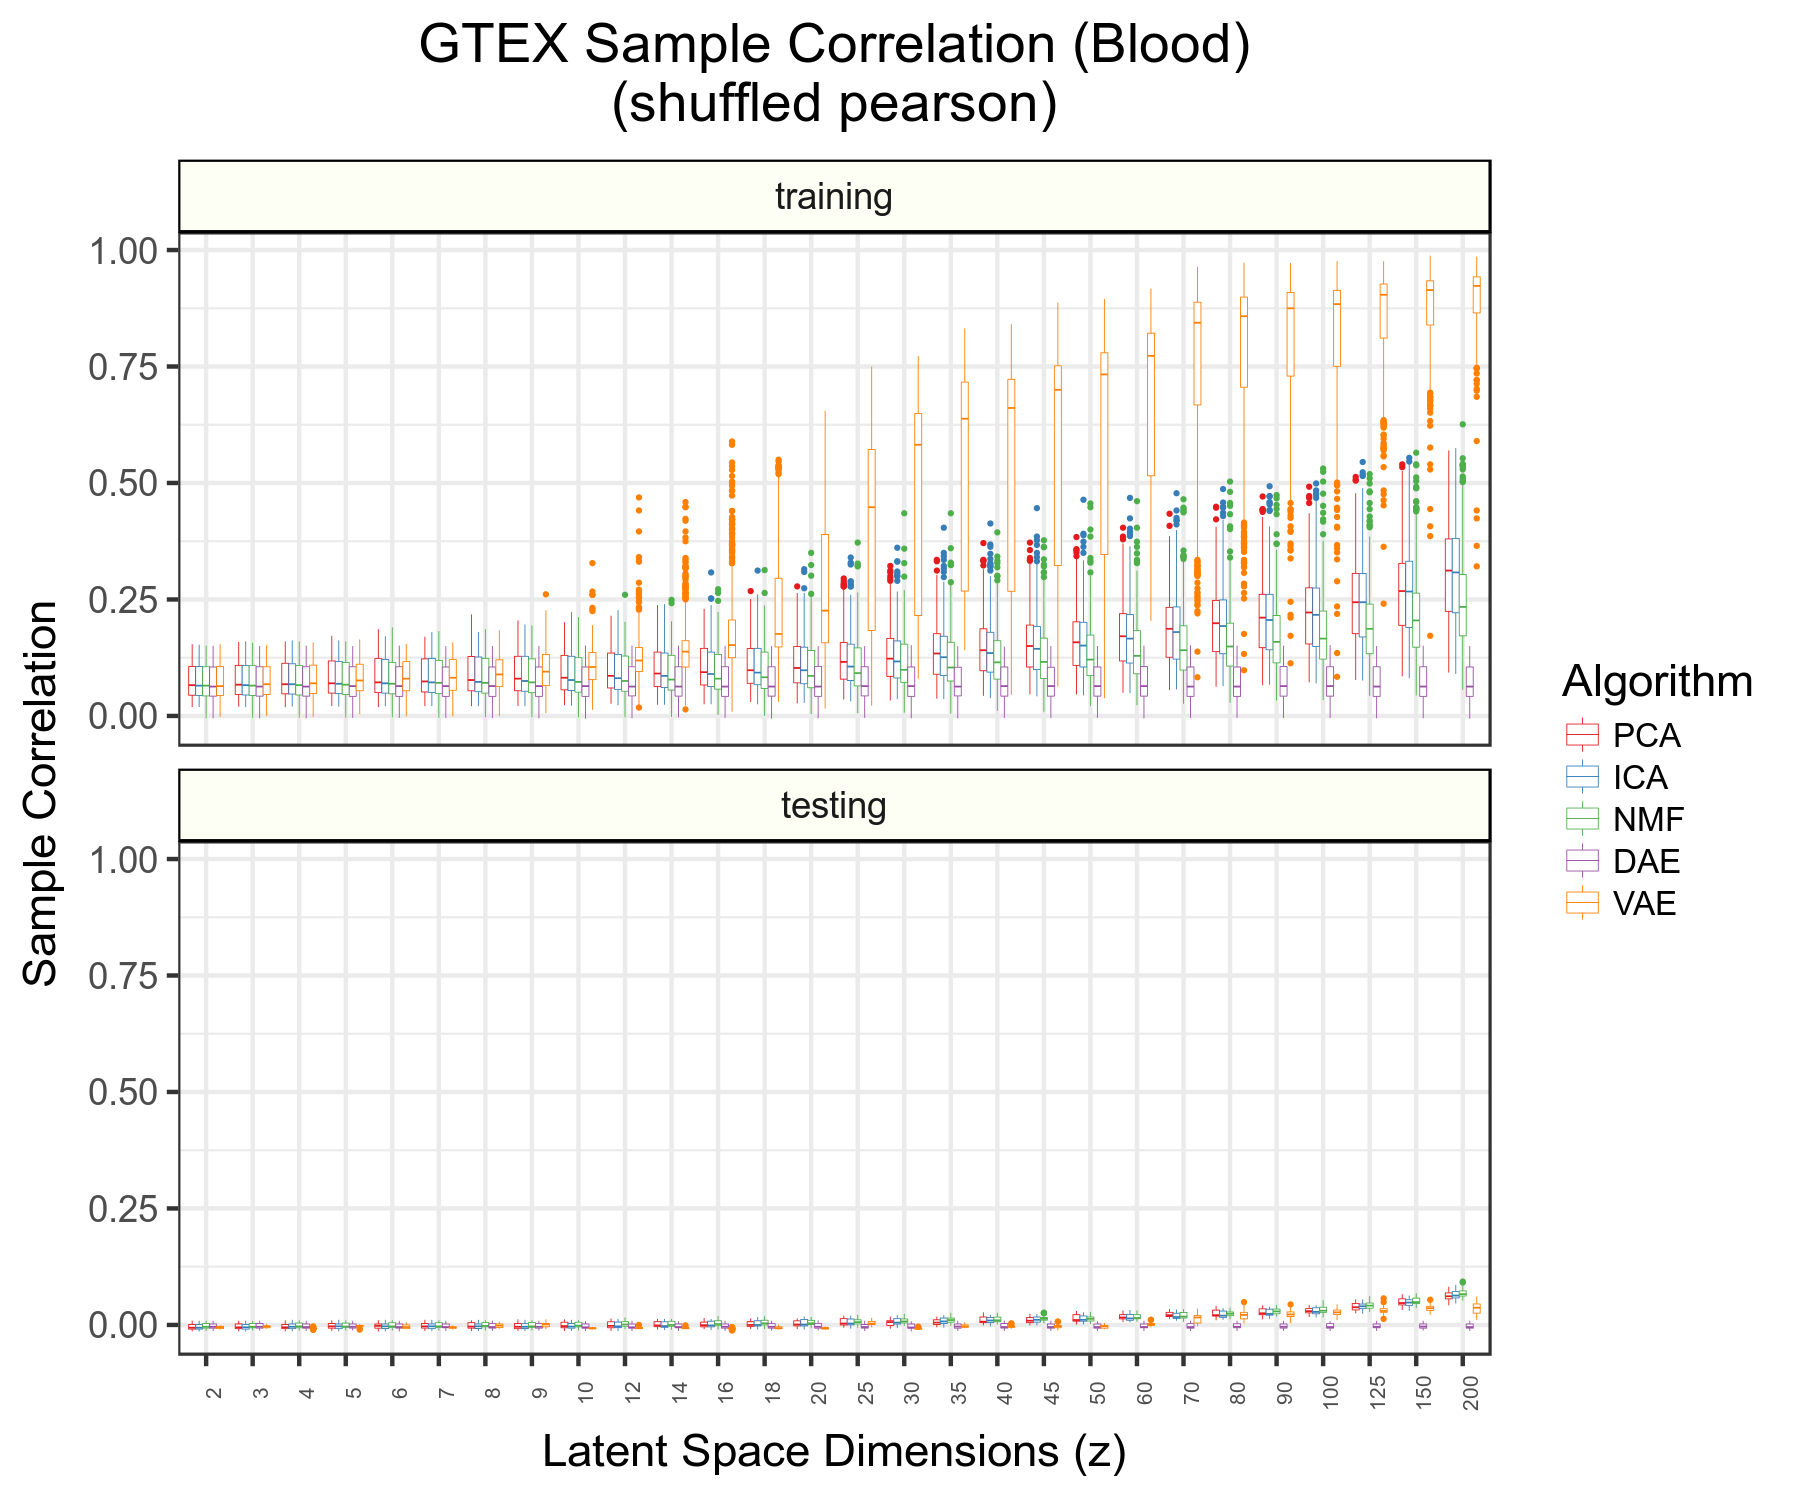 GTEX Sample Correlation (Blood)
(shuffled pearson)
training
1.00
0.75
0.50
0.25
0.00
testing
1.00
0.75
0.50
0.25
0.00
Sample Correlation
2 3 4 5 6 7 8 9 10 12 14 16 18 20 25 30 35 40 45 50 60 70 80 90 100 125 150 200
Latent Space Dimensions (z)
Algorithm
PCA
ICA
NMF
DAE
VAE